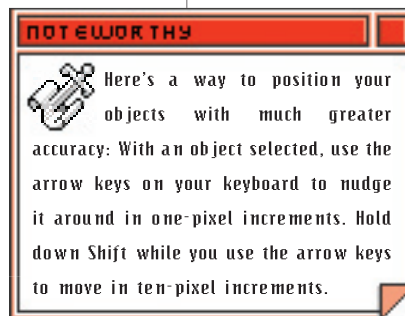 NOTEWORTHY
Here's a way to position your
objects with much greater
accuracy: With an object selected, use the
arrow keys on your keyboard to nudge
it around in one-pixel increments. Hold
down Shift while you use the arrow keys
to move in ten-pixel increments.